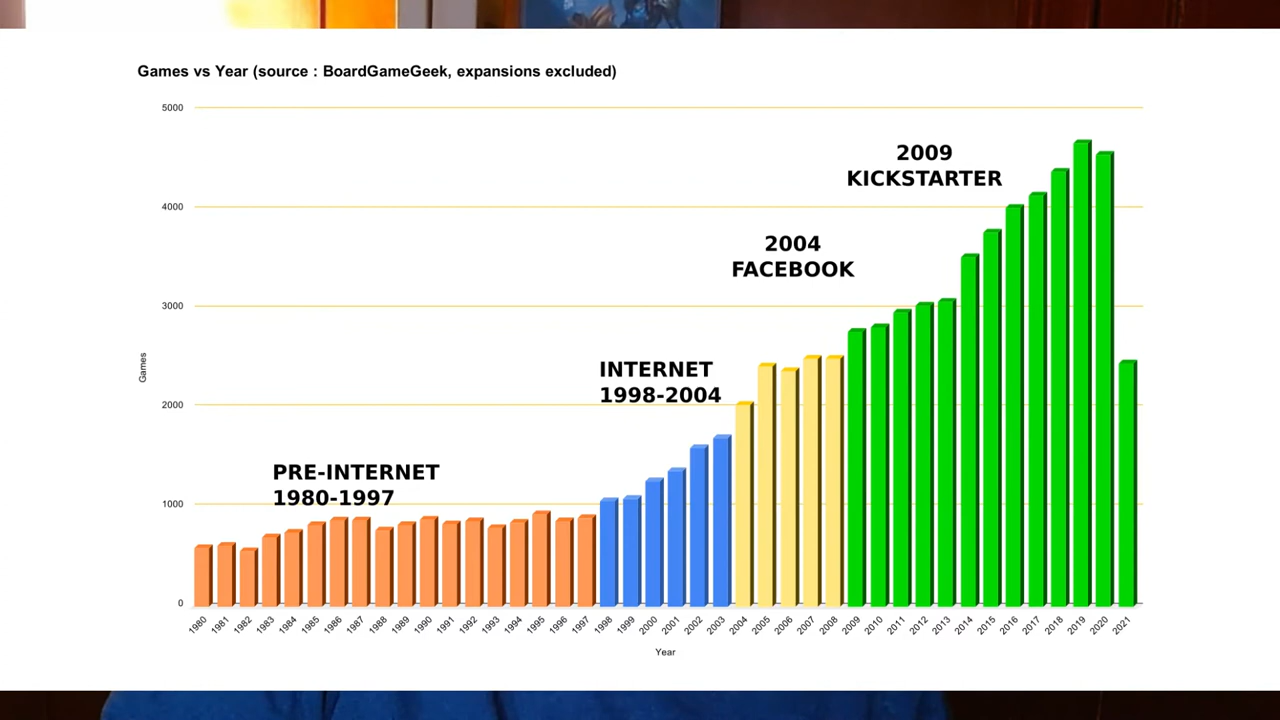 Games vs Year (source : BoardGameGeek, expansions excluded)
5000
4000
3000
2000
1000
0
Games
2009
KICKSTARTER
2004
FACEBOOK
INTERNET
1998-2004
PRE-INTERNET
1980-1997
1980 1981 1982 1983 1984 1985 1986 1987 1988 1989 1990 1991 1992 1993 1994 1995 1996 1997 1998 1999 2000 2001 2002 2003 2004 2005 2006 2007 2008 2009 2010 2011 2012 2013 2014 2015 2016 2017 2018 2019 2020 2021
Year